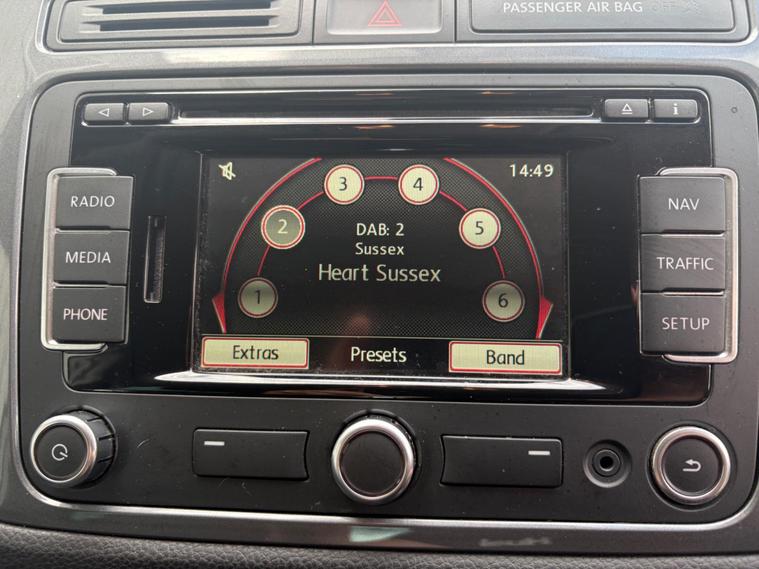 PASSENGER AIR BAG OFF
i
RADIO
MEDIA
PHONE
14:49
1
2
3
4
5
6
DAB: 2
Sussex
Heart Sussex
Extras
Presets
Band
NAV
TRAFFIC
SETUP